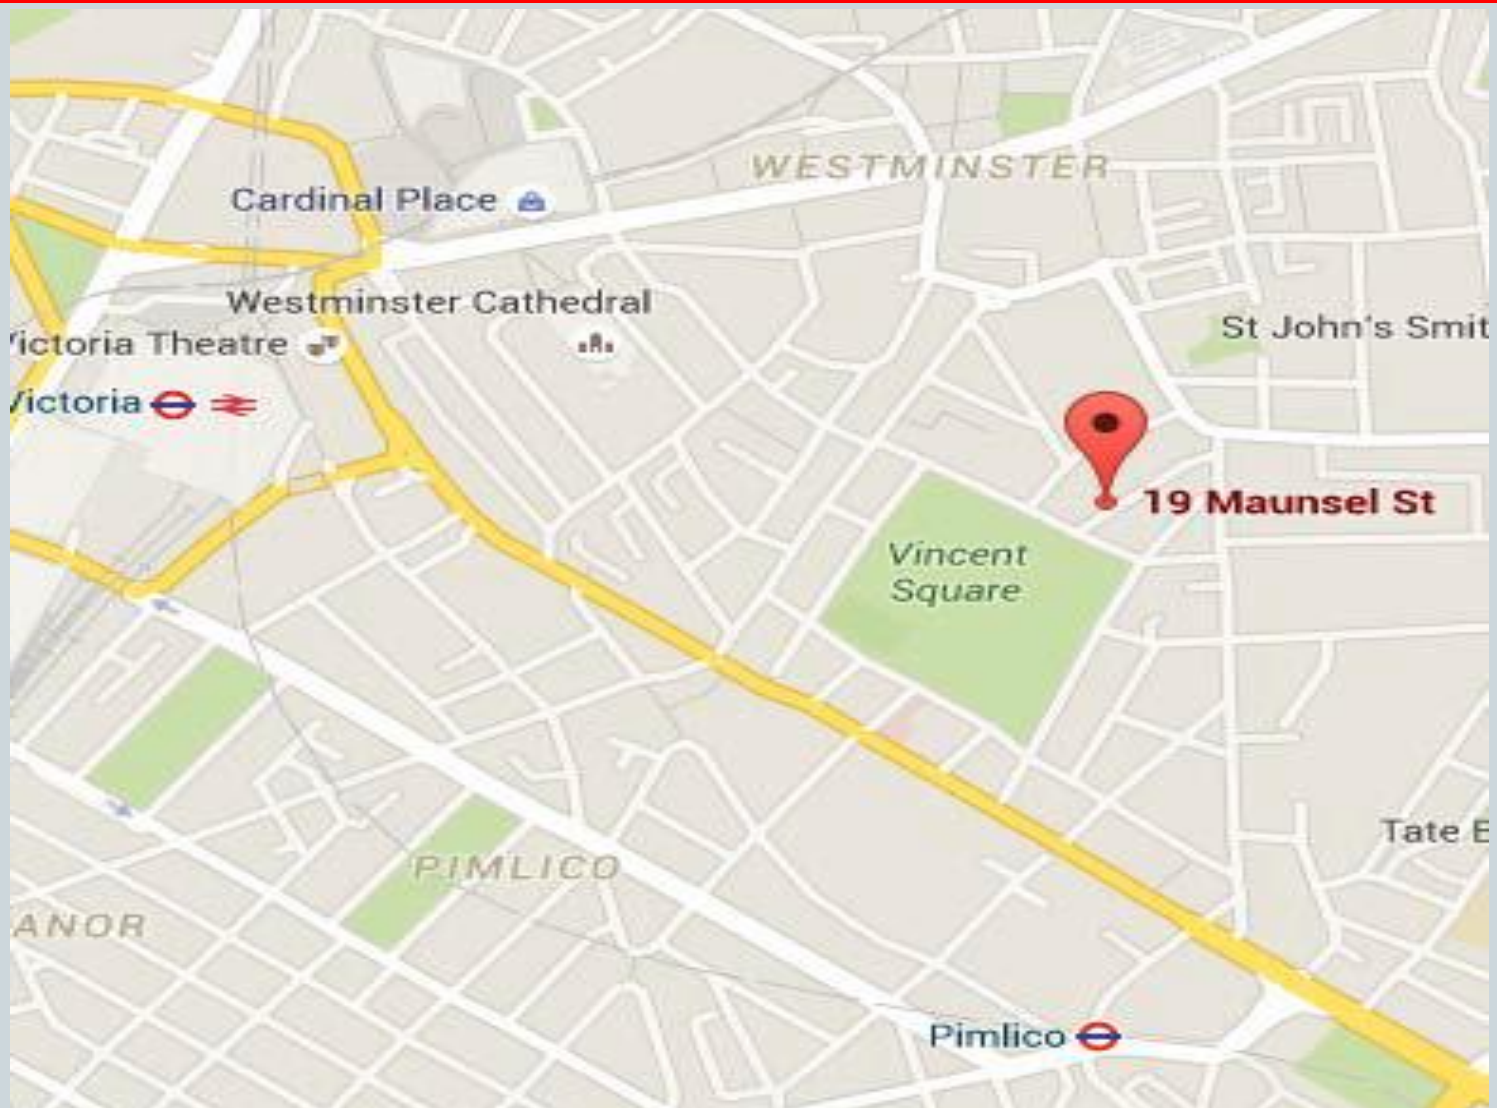 WESTMINSTER
Cardinal Place
Westminster Cathedral
ictoria Theatre
St John's Smit
ictoria
19 Maunsel St
Vincent
Square
Tate
PIMLICO
ANOR
Pimlico